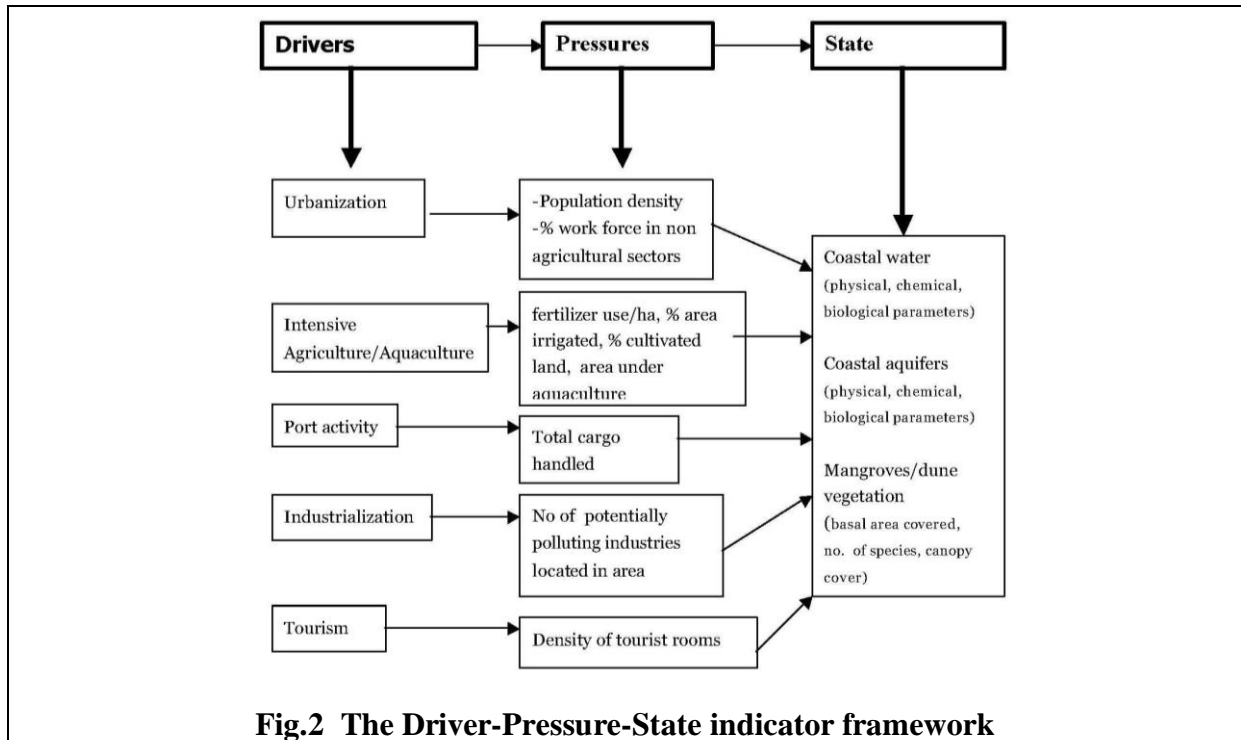 Drivers
Pressures
State
Urbanization
-Population density
-% work force in non
agricultural sectors
Coastal water
(physical, chemical,
biological parameters)
Intensive
Agriculture/Aquaculture
fertilizer use/ha, % area
irrigated, % cultivated
land, area under
aquaculture
Coastal aquifers
(physical, chemical,
biological parameters)
Port activity
Total cargo
handled
Mangroves/dune
vegetation
(basal area covered,
no. of species, canopy
cover)
Industrialization
No of potentially
polluting industries
located in area
Tourism
Density of tourist rooms
Fig.2 The Driver-Pressure-State indicator framework